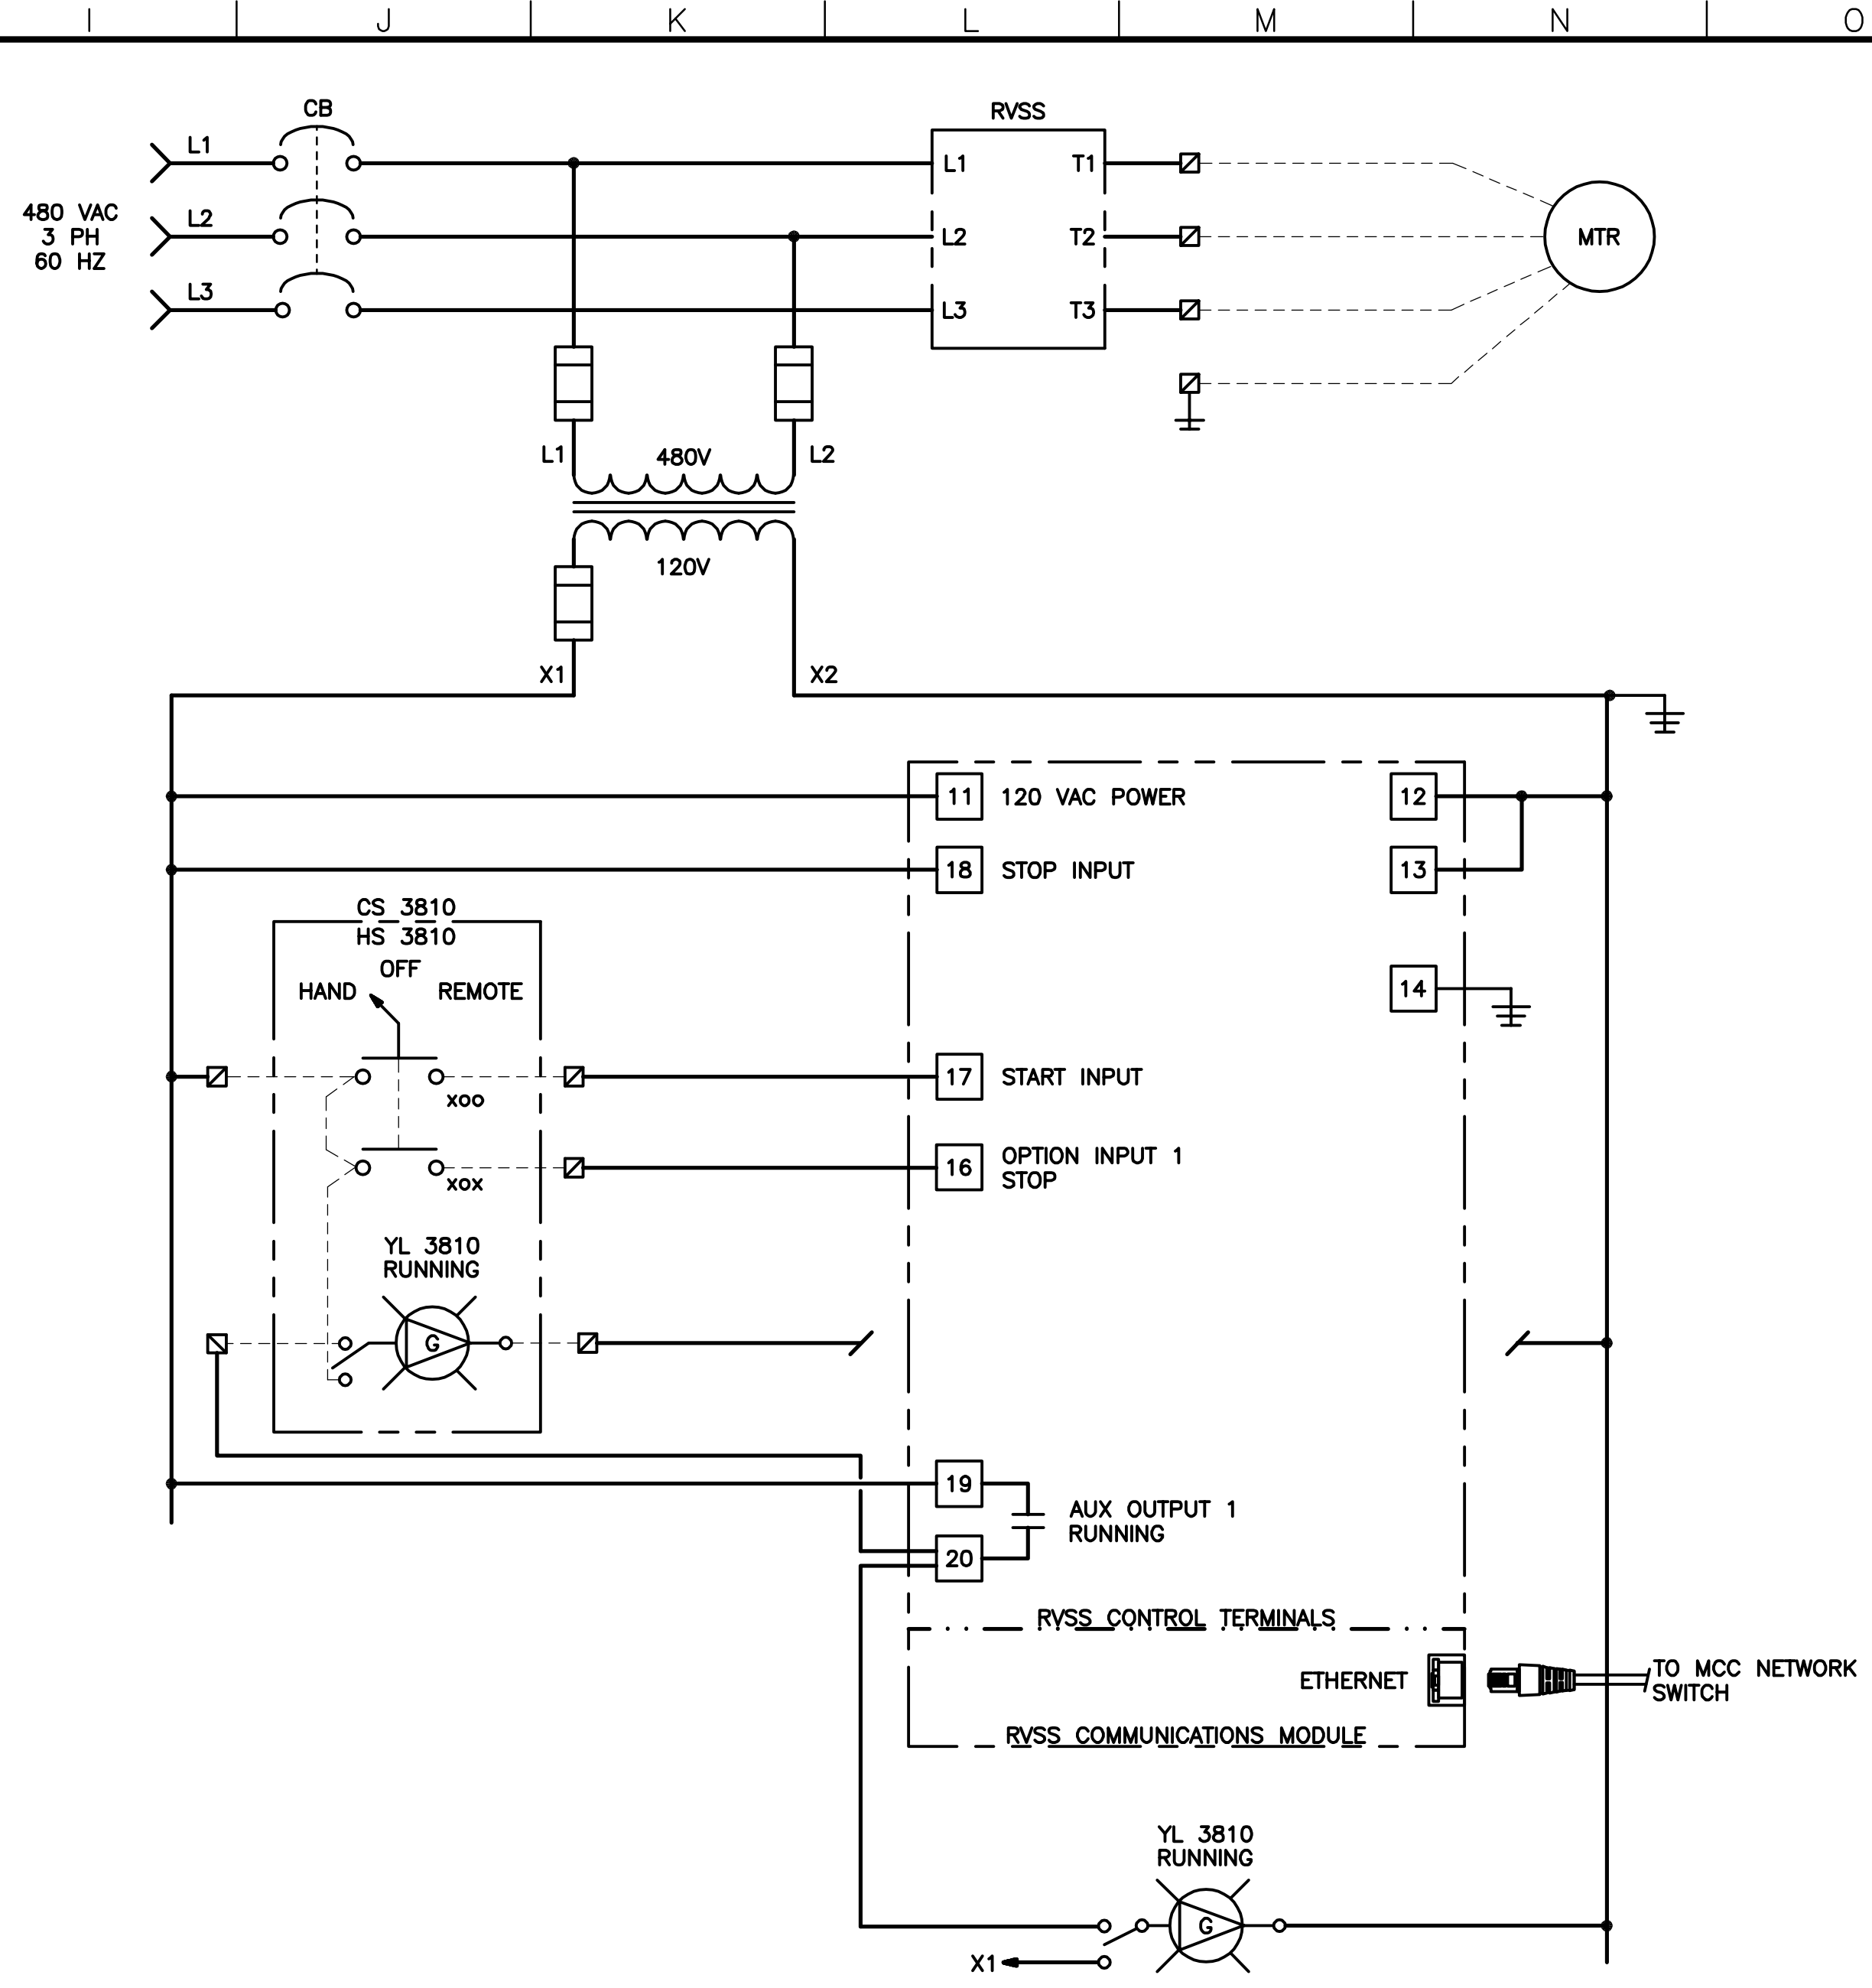 I J K L M N O
CB
RVSS
L1
L1 T1
480 VAC
3 PH
60 HZ
L2
L2 T2
MTR
L3
L3 T3
L1 480V L2
120V
X1 X2
11 120 VAC POWER 12
18 STOP INPUT 13
CS 3810
HS 3810
OFF
HAND REMOTE
14
17 START INPUT
xoo
16 OPTION INPUT 1
STOP
xox
YL 3810
RUNNING
G
19
AUX OUTPUT 1
RUNNING
20
RVSS CONTROL TERMINALS
ETHERNET
TO MCC NETWORK
SWITCH
RVSS COMMUNICATIONS MODULE
YL 3810
RUNNING
G
X1